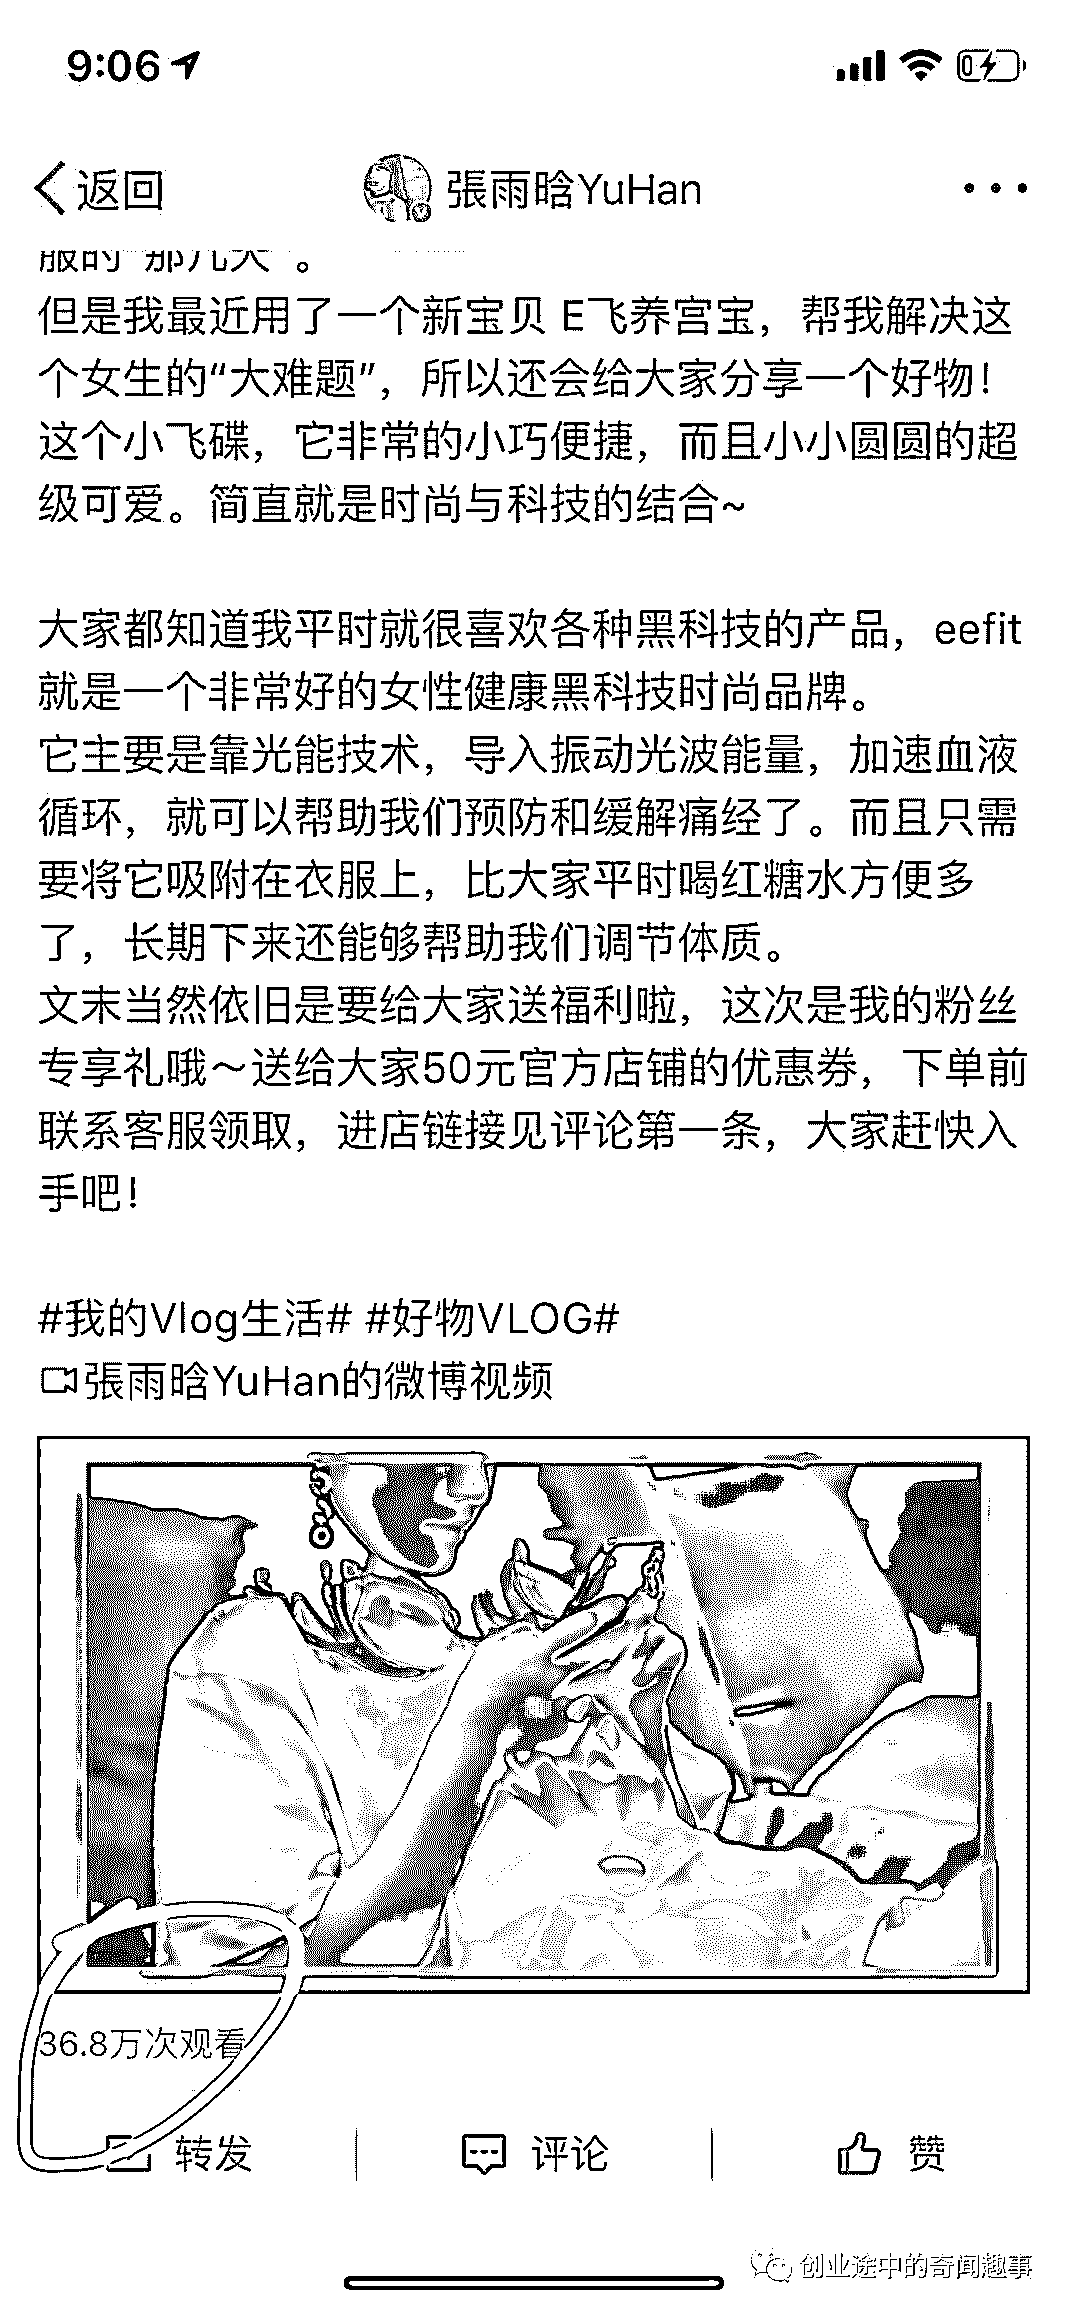 9:06
返回
張雨晗YuHan
服的“那几天”。
但是我最近用了一个新宝贝 E飞养宫宝，帮我解决这
个女生的“大难题”，所以还会给大家分享一个好物！
这个小飞碟，它非常的小巧便捷，而且小小圆圆的超
级可爱。简直就是时尚与科技的结合~
大家都知道我平时就很喜欢各种黑科技的产品，eefit
就是一个非常好的女性健康黑科技时尚品牌。
它主要是靠光能技术，导入振动光波能量，加速血液
循环，就可以帮助我们预防和缓解痛经了。而且只需
要将它吸附在衣服上，比大家平时喝红糖水方便多
了，长期下来还能够帮助我们调节体质。
文末当然依旧是要给大家送福利啦，这次是我的粉丝
专享礼哦～送给大家50元官方店铺的优惠券，下单前
联系客服领取，进店链接见评论第一条，大家赶快入
手吧！
#我的Vlog生活# #好物VLOG#
張雨晗YuHan的微博视频
36.8万次观看
转发
评论
赞
创业途中的奇闻趣事